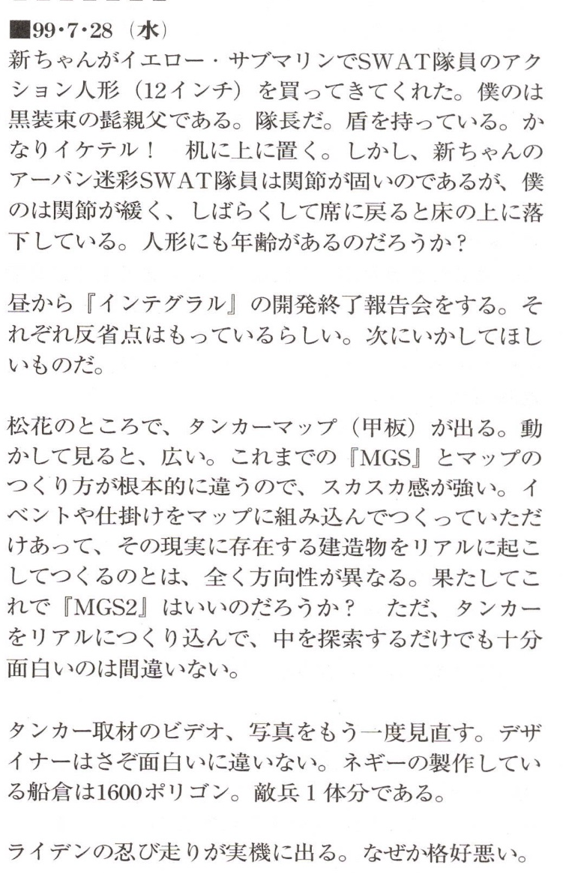 ■99・7・28（水）
新ちゃんがイエロー・サブマリンでSWAT隊員のアク
ション人形（12インチ）を買ってきてくれた。僕のは
黒装束の髭親父である。隊長だ。盾を持っている。か
なりイケテル！　机に上に置く。しかし、新ちゃんの
アーバン迷彩SWAT隊員は関節が固いのであるが、僕
のは関節が緩く、しばらくして席に戻ると床の上に落
下している。人形にも年齢があるのだろうか？
昼から『インテグラル』の開発終了報告会をする。そ
れぞれ反省点はもっているらしい。次にいかしてほし
いものだ。
松花のところで、タンカーマップ（甲板）が出る。動
かして見ると、広い。これまでの『MGS』とマップの
つくり方が根本的に違うので、スカスカ感が強い。イ
ベントや仕掛けをマップに組み込んでつくっていただ
けあって、その現実に存在する建造物をリアルに起こ
してつくるのとは、全く方向性が異なる。果たしてこ
れで『MGS2』はいいのだろうか？　ただ、タンカー
をリアルにつくり込んで、中を探索するだけでも十分
面白いのは間違いない。
タンカー取材のビデオ、写真をもう一度見直す。デザ
イナーはさぞ面白いに違いない。ネギーの製作してい
る船倉は1600ポリゴン。敵兵１体分である。
ライデンの忍び走りが実機に出る。なぜか格好悪い。